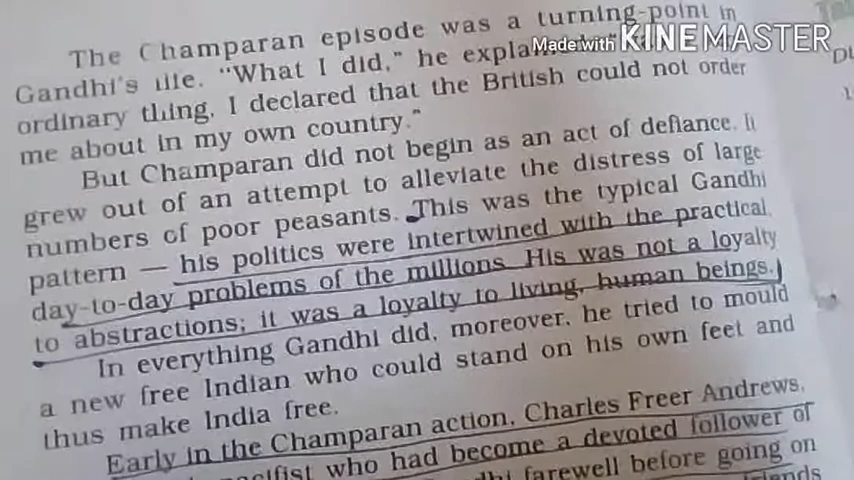 The Champaran episode was a turning-point in
Made with KINEMASTER
Gandhi's life. "What I did," he explained,
ordinary thing. I declared that the British could not order
me about in my own country."
But Champaran did not begin as an act of defiance. It
grew out of an attempt to alleviate the distress of large
numbers of poor peasants. This was the typical Gandhi
pattern — his politics were intertwined with the practical,
day-to-day problems of the millions. His was not a loyalty
to abstractions; it was a loyalty to living, human beings.
In everything Gandhi did, moreover, he tried to mould
a new free Indian who could stand on his own feet and
thus make India free.
Early in the Champaran action, Charles Freer Andrews,
who had become a devoted follower of
farewell before going on